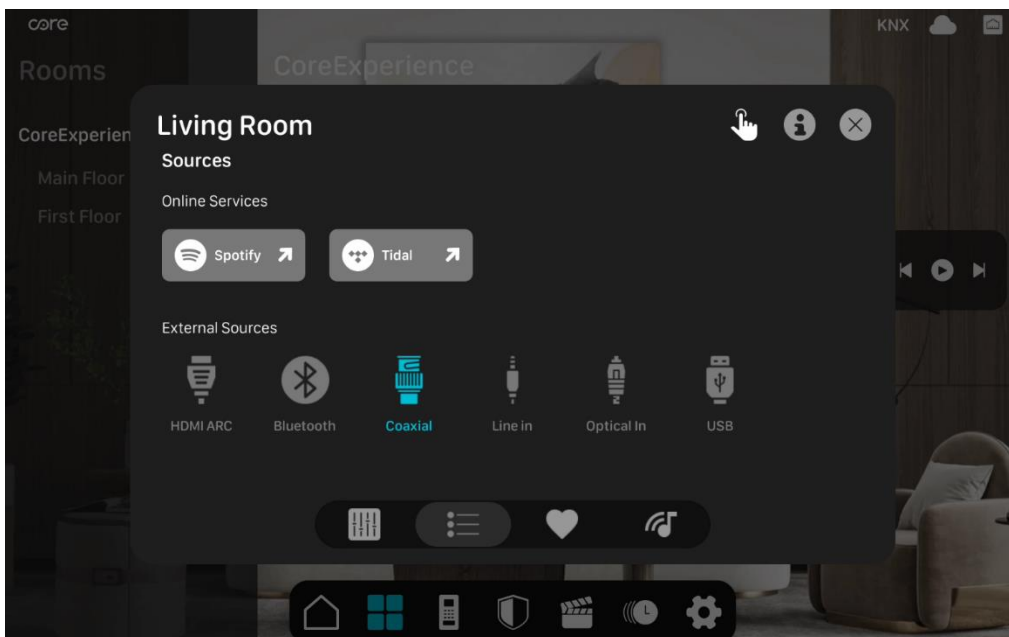 core
KNX
Rooms
CoreExperience
CoreExperien
Main Floor
First Floor
Living Room
Sources
Online Services
Spotify
Tidal
External Sources
HDMI ARC
Bluetooth
Coaxial
Line in
Optical In
USB